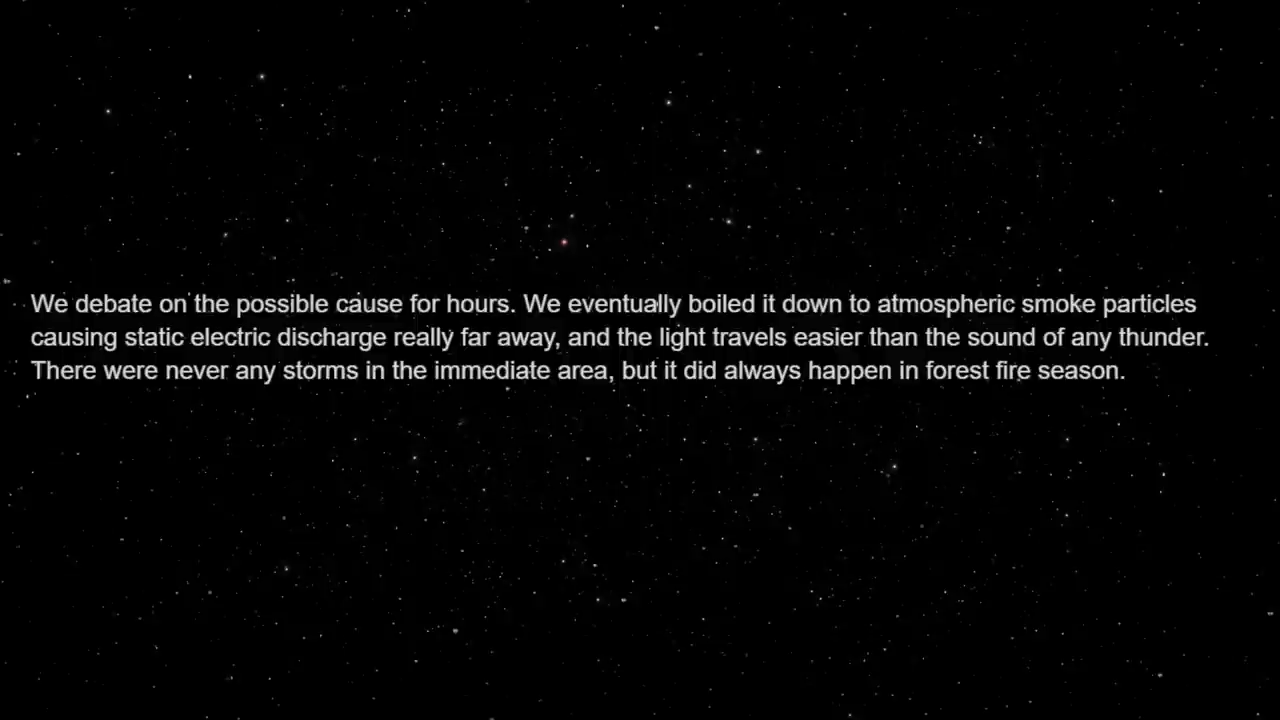 We debate on the possible cause for hours. We eventually boiled it down to atmospheric smoke particles
causing static electric discharge really far away, and the light travels easier than the sound of any thunder.
There were never any storms in the immediate area, but it did always happen in forest fire season.